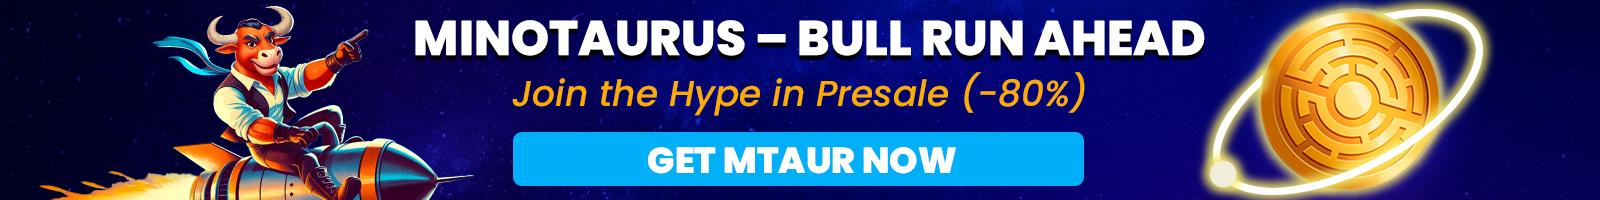 MINOTAURUS – BULL RUN AHEAD
Join the Hype in Presale (-80%)
GET MTAUR NOW